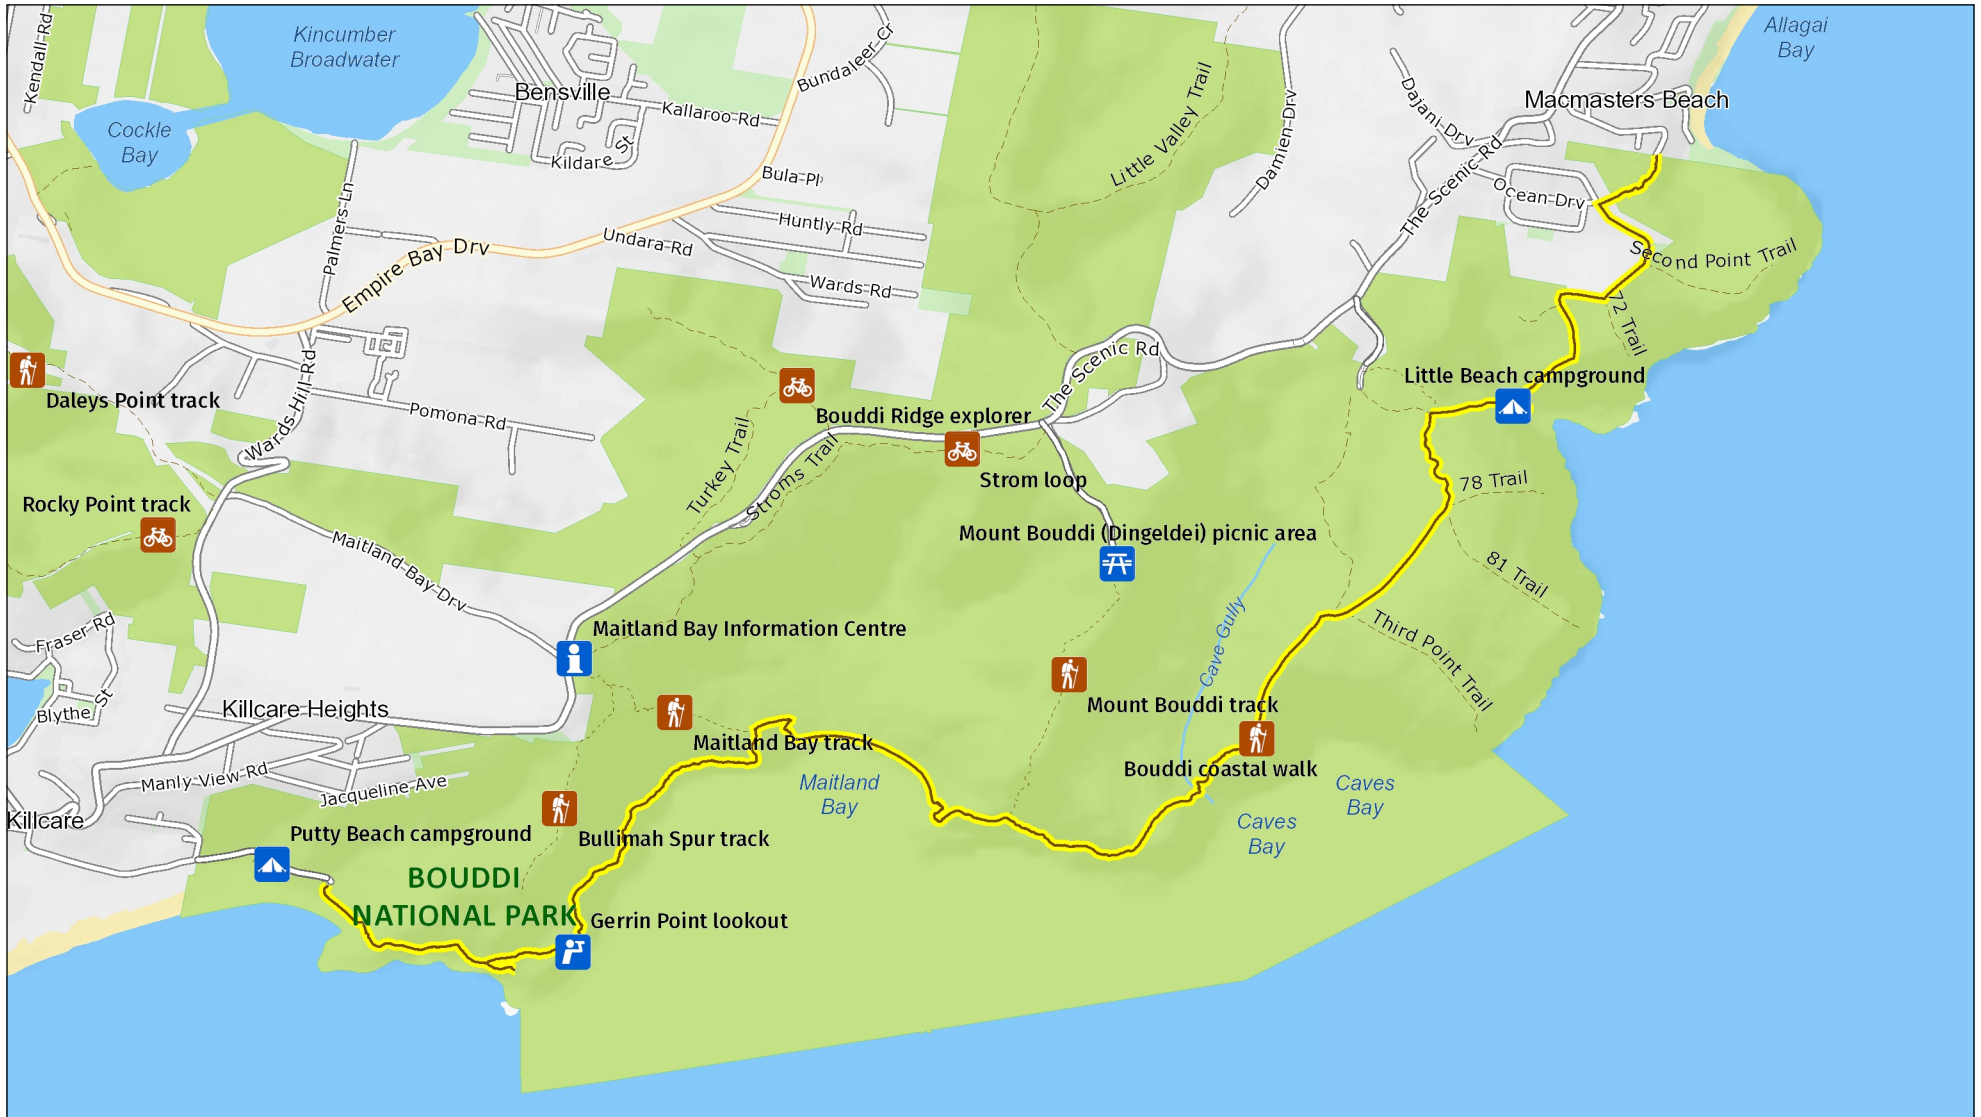 Kendall-Rd
Kincumber
Broadwater
Bensville
Bundaleer-Cr
Allagai
Bay
Macmasters Beach
Kallaroo-Rd
Cockle
Bay
Kildare St
Little Valley Trail
Damien-Drv
Dajani-Drv
The Scenic-Rd
Bula-Pl
Ocean-Drv
Palmers-Ln
Huntly-Rd
Undara-Rd
Empire Bay Drv
Wards-Rd
Second Point Trail
72 Trail
The Scenic Rd
Little Beach campground
Daleys Point track
Wards-Hill-Rd
Pomona-Rd
Bouddi Ridge explorer
Turkey Trail
Stroms Trail
Strom loop
78 Trail
Rocky Point track
Mount Bouddi (Dingeldei) picnic area
Maitland-Bay-Drv
81 Trail
Fraser-Rd
Maitland Bay Information Centre
Cave-Gully
Third Point Trail
Blythe St
Killcare Heights
Mount Bouddi track
Maitland Bay track
Manly View-Rd
Jacqueline Ave
Maitland
Bay
Bouddi coastal walk
Caves
Bay
Killcare
Putty Beach campground
Bullimah Spur track
Caves
Bay
BOUDDI
NATIONAL PARK
Gerrin Point lookout